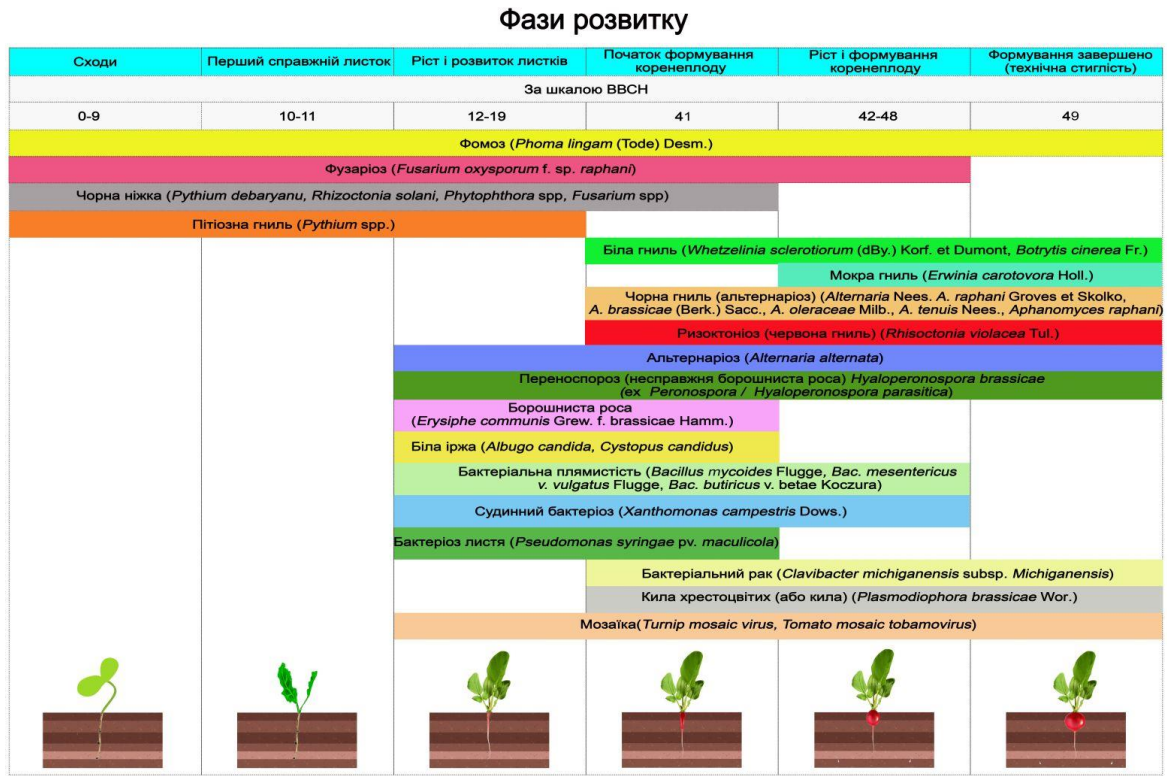 Фази розвитку
Сходи
Перший справжній листок
Ріст і розвиток листків
Початок формування
коренеплоду
Ріст і формування
коренеплоду
Формування завершено
(технічна стиглість)
За шкалою BBCH
0-9
10-11
12-19
41
42-48
49
Фомоз (Phoma lingam (Tode) Desm.)
Фузаріоз (Fusarium oxysporum f. sp. raphani)
Чорна ніжка (Pythium debaryanu, Rhizoctonia solani, Phytophthora spp, Fusarium spp)
Пітіозна гниль (Pythium spp.)
Біла гниль (Whetzelinia sclerotiorum (dBy.) Korf. et Dumont, Botrytis cinerea Fr.)
Мокра гниль (Erwinia carotovora Holl.)
Чорна гниль (альтернаріоз) (Alternaria Nees. A. raphani Groves et Skolko,
A. brassicae (Berk.) Sacc., A. oleraceae Milb., A. tenuis Nees., Aphanomyces raphani)
Ризоктоніоз (червона гниль) (Rhisoctonia violacea Tul.)
Альтернаріоз (Alternaria alternata)
Переноспороз (несправжня борошниста роса) Hyaloperonospora brassicae
(ex Peronospora / Hyaloperonospora parasitica)
Борошниста роса
(Erysiphe communis Grew. f. brassicae Hamm.)
Біла іржа (Albugo candida, Cystopus candidus)
Бактеріальна плямистість (Bacillus mycoides Flugge, Bac. mesentericus
v. vulgatus Flugge, Bac. butiricus v. betae Koczura)
Судинний бактеріоз (Xanthomonas campestris Dows.)
Бактеріоз листя (Pseudomonas syringae pv. maculicola)
Бактеріальний рак (Clavibacter michiganensis subsp. Michiganensis)
Кила хрестоцвітих (або кила) (Plasmodiophora brassicae Wor.)
Мозаїка(Turnip mosaic virus, Tomato mosaic tobamovirus)